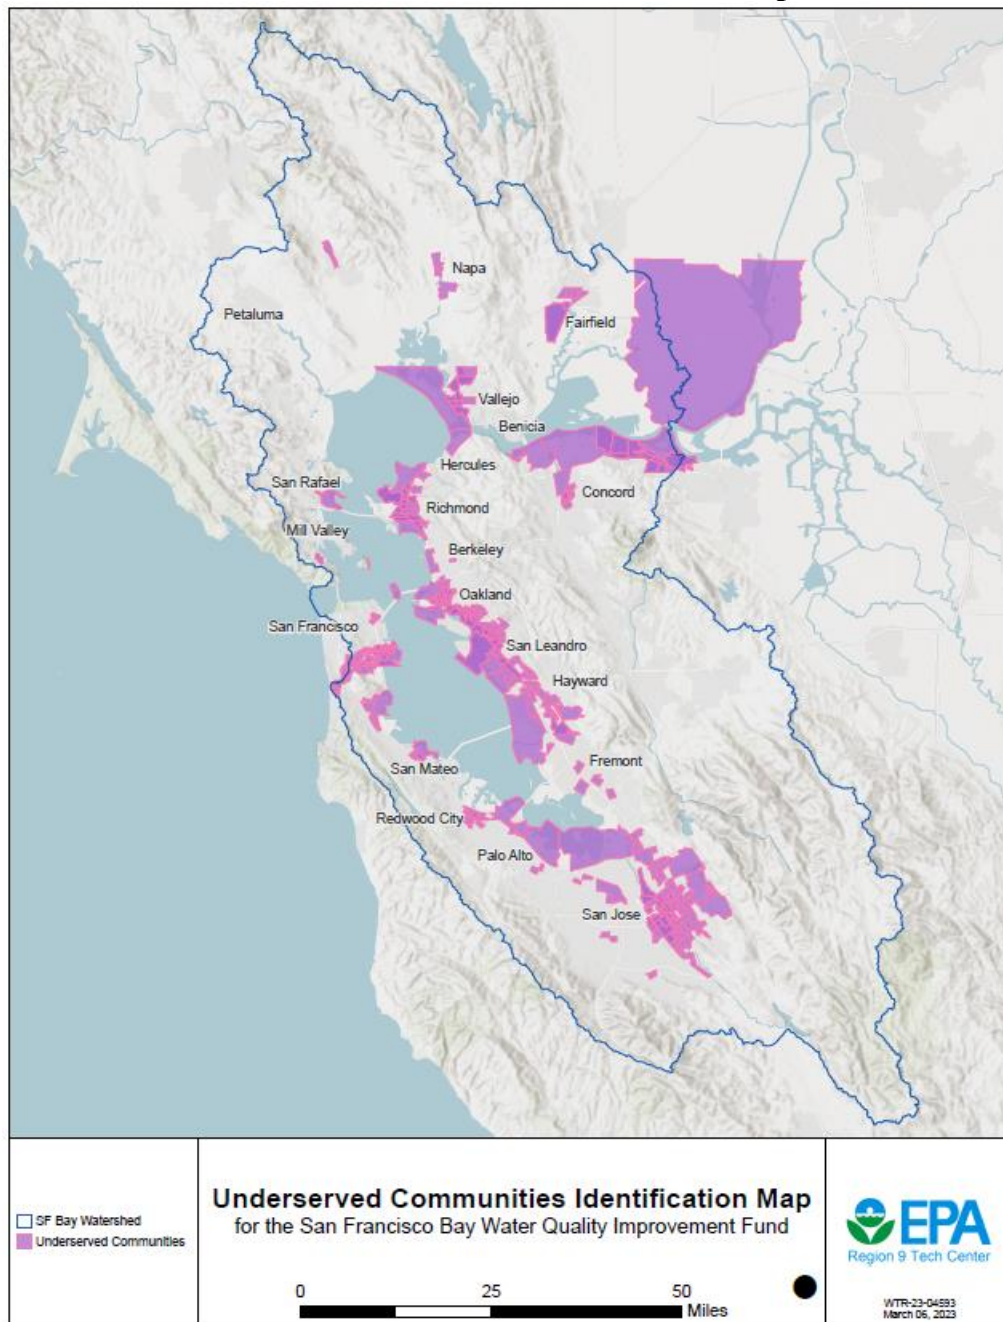 Napa
Petaluma
Fairfield
Vallejo
Benicia
Hercules
San Rafael
Concord
Richmond
Mill Valley
Berkeley
Oakland
San Francisco
San Leandro
Hayward
Fremont
San Mateo
Redwood City
Palo Alto
San Jose
SF Bay Watershed
Underserved Communities
Underserved Communities Identification Map
for the San Francisco Bay Water Quality Improvement Fund
0 25 50
Miles
EPA
Region 9 Tech Center
WTR-23-04593
March 06, 2023